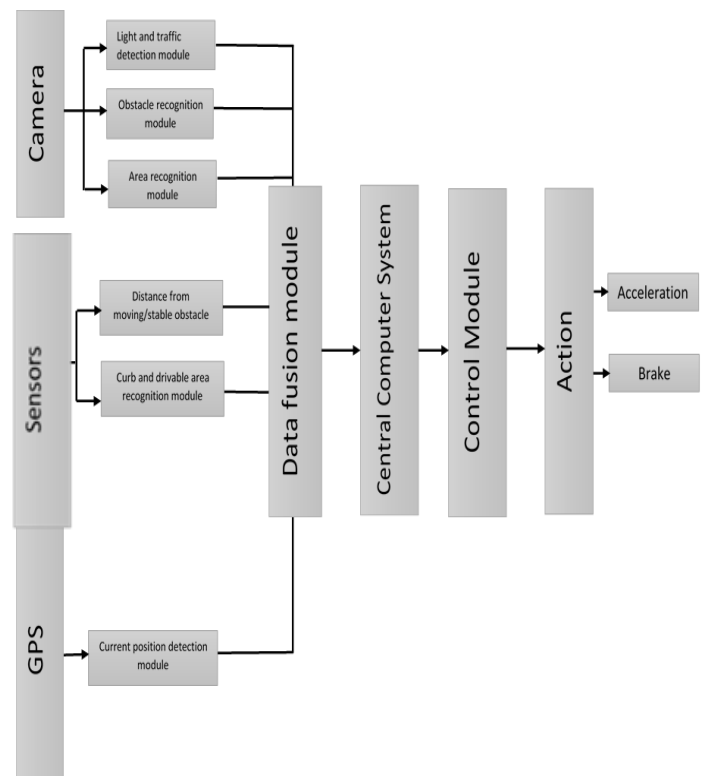 Camera
Light and traffic
detection module
Obstacle recognition
module
Area recognition
module
Sensors
Distance from
moving/stable obstacle
Curb and drivable area
recognition module
GPS
Current position detection
module
Data fusion module
Central Computer System
Control Module
Action
Acceleration
Brake